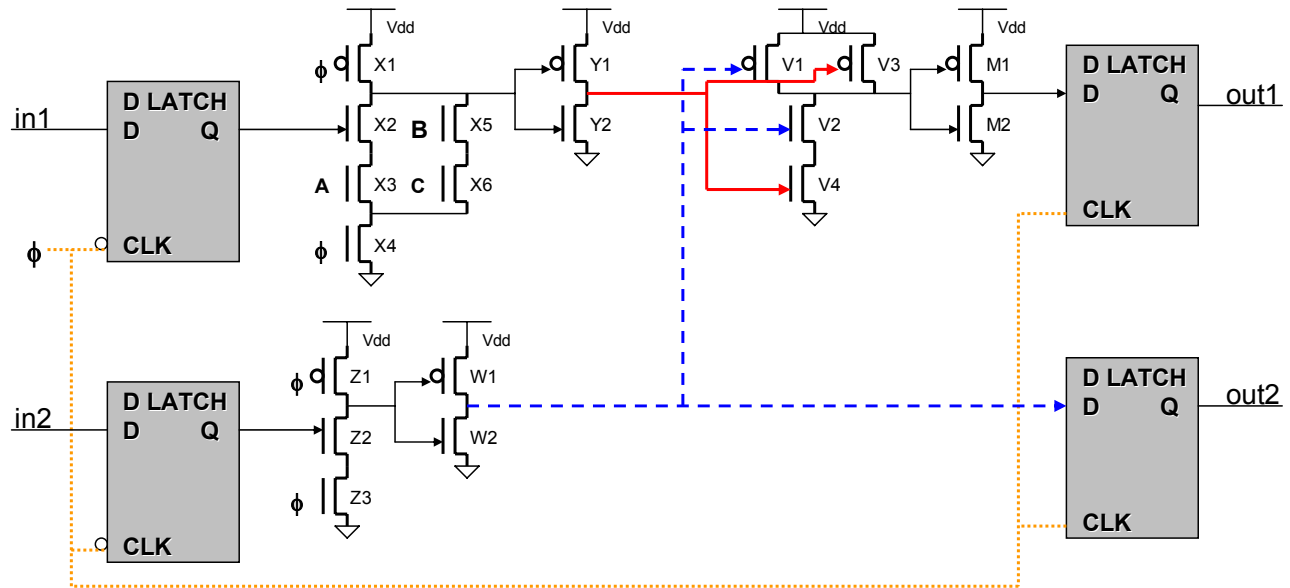 Vdd
Vdd
Vdd
Vdd
ϕ
X1
Y1
V1
V3
M1
D LATCH
D Q
in1
X2
B
X5
Y2
V2
M2
D LATCH
D
Q
out1
A
X3
C
X6
V4
ϕ
CLK
ϕ
X4
CLK
Vdd
Vdd
ϕ
Z1
W1
D LATCH
D Q
in2
Z2
W2
D LATCH
D Q
out2
ϕ
Z3
CLK
CLK